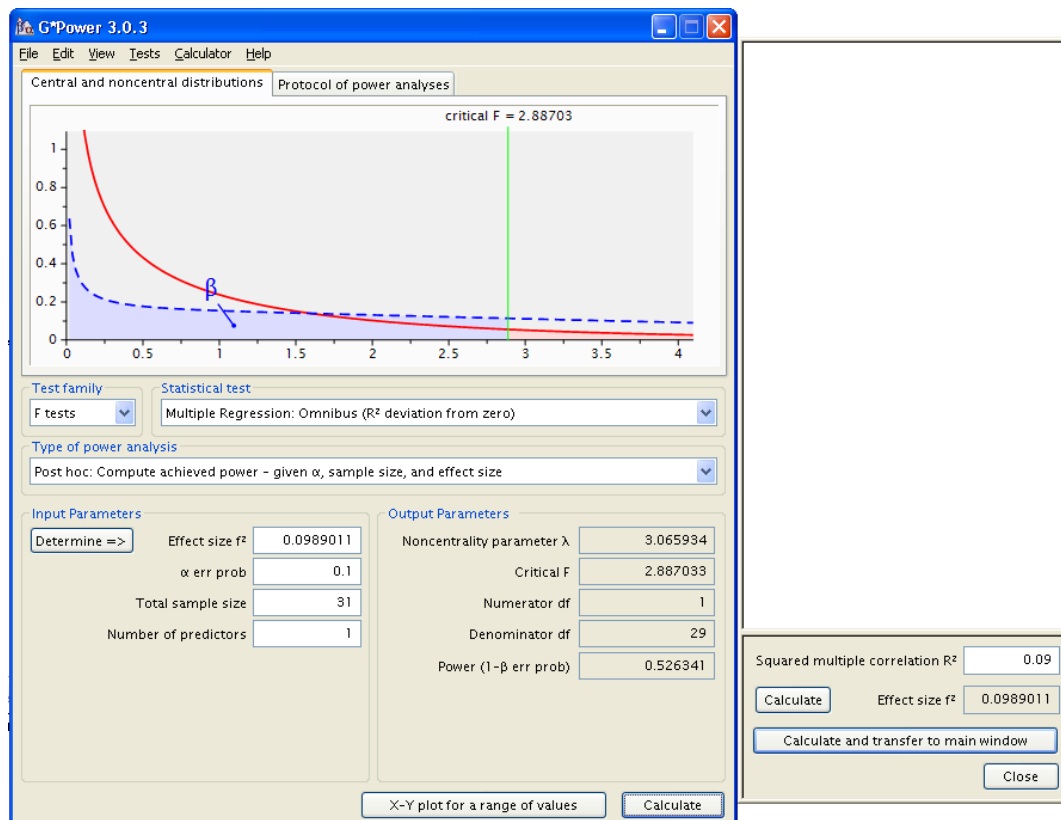 G*Power 3.0.3
File Edit View Tests Calculator Help
Central and noncentral distributions
Protocol of power analyses
critical F = 2.88703
1
0.8
0.6
0.4
0.2
0
β
0 0.5 1 1.5 2 2.5 3 3.5 4
Test family
Statistical test
F tests
Multiple Regression: Omnibus (R² deviation from zero)
Type of power analysis
Post hoc: Compute achieved power - given α, sample size, and effect size
Input Parameters
Determine =>
Effect size f² 0.0989011
α err prob 0.1
Total sample size 31
Number of predictors 1
Output Parameters
Noncentrality parameter λ 3.065934
Critical F 2.887033
Numerator df 1
Denominator df 29
Power (1-β err prob) 0.526341
X-Y plot for a range of values
Calculate
Squared multiple correlation R² 0.09
Calculate
Effect size f² 0.0989011
Calculate and transfer to main window
Close